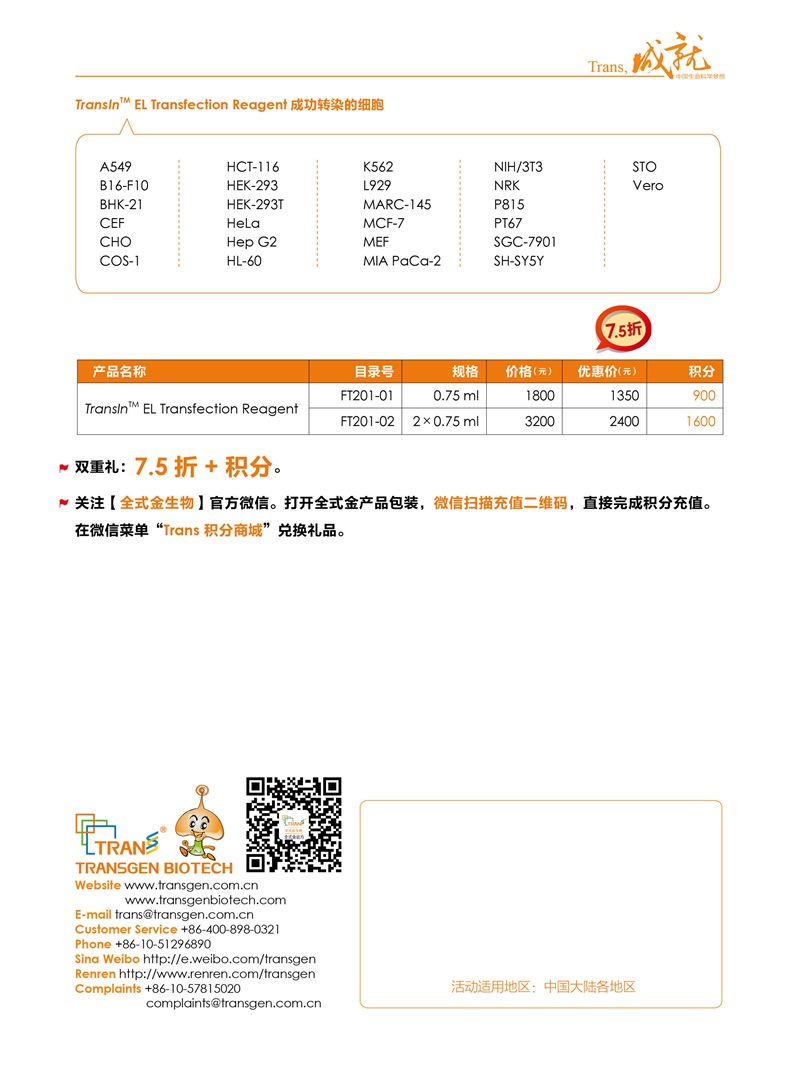 Trans, 成就
中国生命科学梦想
TransIn™ EL Transfection Reagent 成功转染的细胞
A549 HCT-116 K562 NIH/3T3 STO
B16-F10 HEK-293 L929 NRK Vero
BHK-21 HEK-293T MARC-145 P815
CEF HeLa MCF-7 PT67
CHO Hep G2 MEF SGC-7901
COS-1 HL-60 MIA PaCa-2 SH-SY5Y
7.5折
产品名称 目录号 规格 价格(元) 优惠价(元) 积分
TransIn™ EL Transfection Reagent
FT201-01 0.75 ml 1800 1350 900
FT201-02 2×0.75 ml 3200 2400 1600
双重礼：7.5 折 + 积分。
关注【全式金生物】官方微信。打开全式金产品包装，微信扫描充值二维码，直接完成积分充值。
在微信菜单“Trans 积分商城”兑换礼品。
TRANS®
TRANSGEN BIOTECH
Website www.transgen.com.cn
www.transgenbiotech.com
E-mail trans@transgen.com.cn
Customer Service +86-400-898-0321
Phone +86-10-51296890
Sina Weibo http://e.weibo.com/transgen
Renren http://www.renren.com/transgen
Complaints +86-10-57815020
complaints@transgen.com.cn
活动适用地区：中国大陆各地区